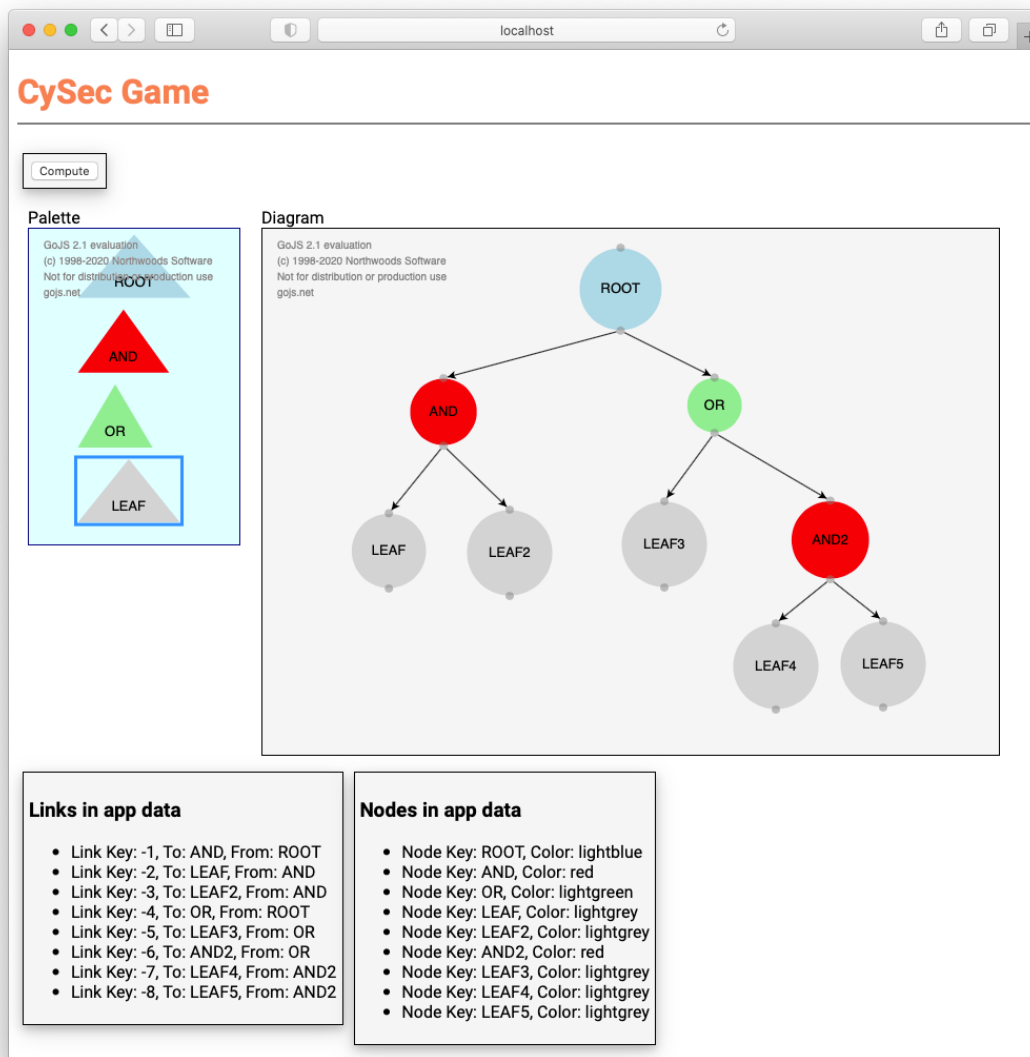 localhost
CySec Game
Compute
Palette
Diagram
GoJS 2.1 evaluation
(c) 1998-2020 Northwoods Software
Not for distribution or production use
gojs.net
ROOT
AND
OR
LEAF
GoJS 2.1 evaluation
(c) 1998-2020 Northwoods Software
Not for distribution or production use
gojs.net
ROOT
AND
OR
LEAF
LEAF2
LEAF3
AND2
LEAF4
LEAF5
Links in app data
• Link Key: -1, To: AND, From: ROOT
• Link Key: -2, To: LEAF, From: AND
• Link Key: -3, To: LEAF2, From: AND
• Link Key: -4, To: OR, From: ROOT
• Link Key: -5, To: LEAF3, From: OR
• Link Key: -6, To: AND2, From: OR
• Link Key: -7, To: LEAF4, From: AND2
• Link Key: -8, To: LEAF5, From: AND2
Nodes in app data
• Node Key: ROOT, Color: lightblue
• Node Key: AND, Color: red
• Node Key: OR, Color: lightgreen
• Node Key: LEAF, Color: lightgrey
• Node Key: LEAF2, Color: lightgrey
• Node Key: AND2, Color: red
• Node Key: LEAF3, Color: lightgrey
• Node Key: LEAF4, Color: lightgrey
• Node Key: LEAF5, Color: lightgrey